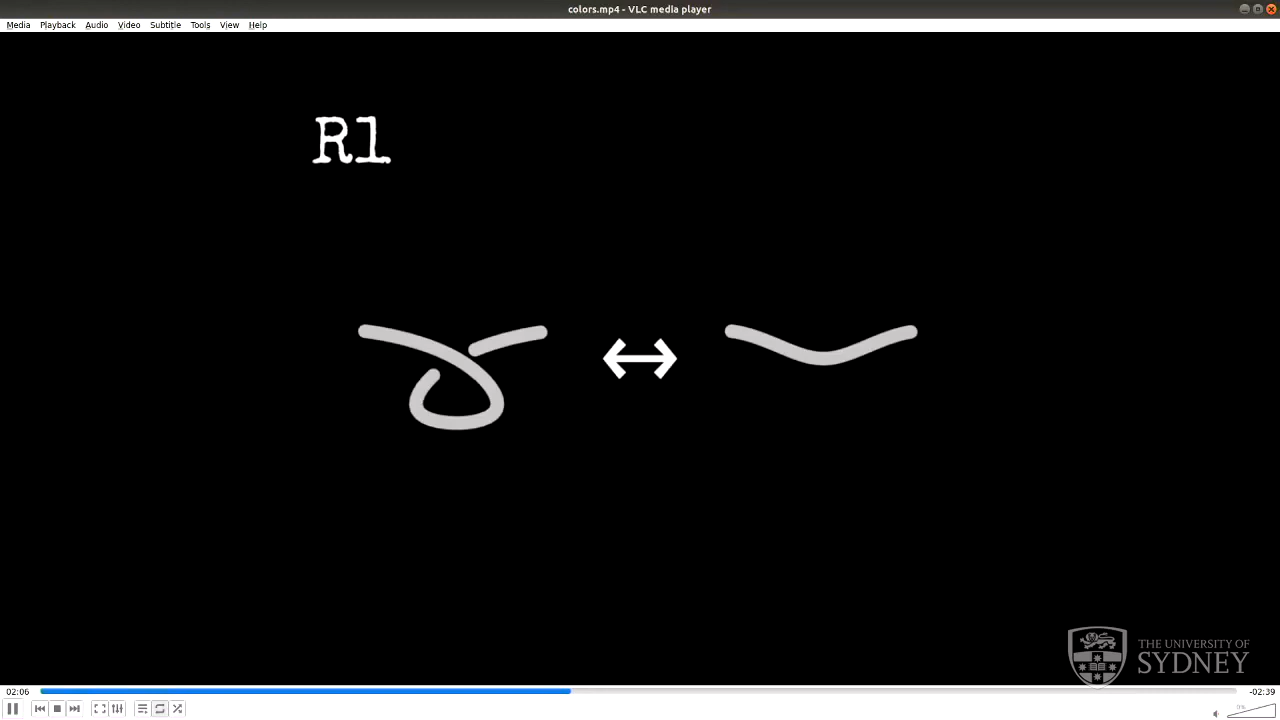 colors.mp4 - VLC media player
Media Playback Audio Video Subtitle Tools View Help
R1
THE UNIVERSITY OF
SYDNEY
02:06
-02:39
0%